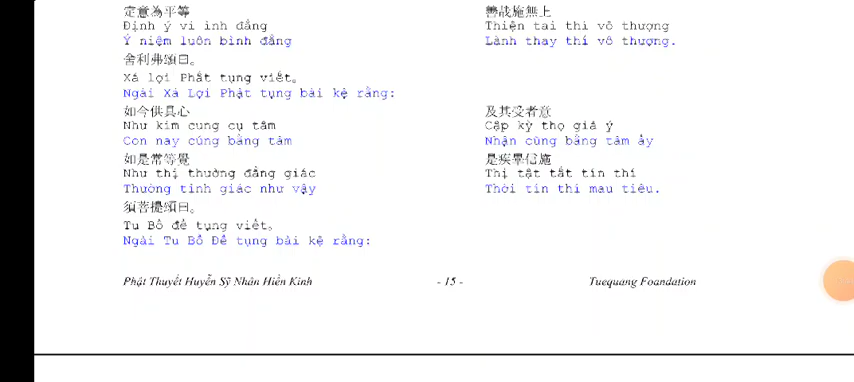 定意為平等 善哉施無上
Định ý vi inh đẳng Thiện tai thí vô thượng
Ý niệm luôn bình đẳng Lành thay thí vô thượng.
舍利弗頌曰。
Xá lợi Phất tụng viết。
Ngài Xá Lợi Phật tụng bài kệ rằng:
如今供具心 及其受者意
Như kim cung cụ tâm Cập kỳ thọ giả ý
Con nay cúng bằng tâm Nhận cũng bằng tâm ấy
如是常等覺 是疾畢信施
Như thị thường đẳng giác Thị tật tất tín thí
Thường tỉnh giác như vậy Thời tín thí mau tiêu.
須菩提頌曰。
Tu Bồ đề tụng viết。
Ngài Tu Bồ Đề tụng bài kệ rằng:
Phật Thuyết Huyễn Sỹ Nhân Hiền Kinh - 15 - Tuequang Foandation